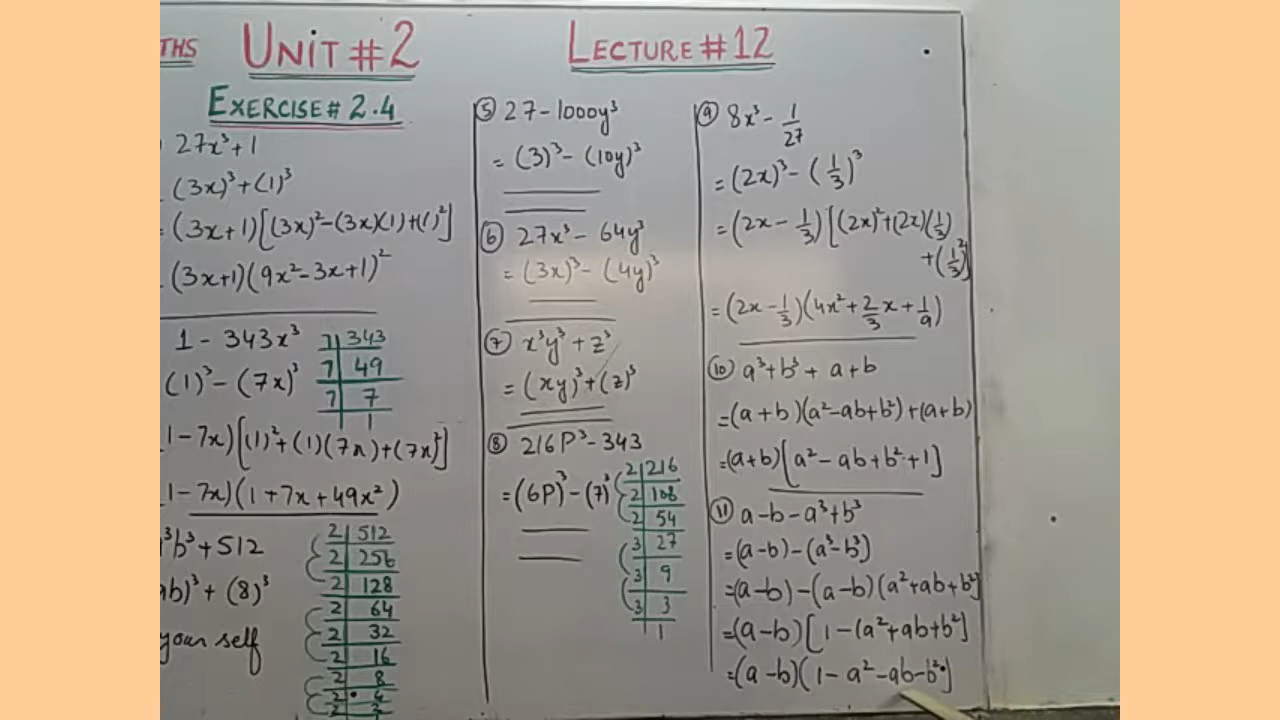 THS UNIT #2 LECTURE #12
EXERCISE# 2.4
27x³+1
(3x)³+(1)³
=(3x+1)[(3x)²-(3x)(1)+(1)²]
(3x+1)(9x²-3x+1)²
1-343x³
7|343
7|49
7|7
1
(1)³-(7x)³
1-7x)[(1)²+(1)(7x)+(7x)²]
1-7x)(1+7x+49x²)
³b³+512
ab)³+(8)³
your self
2|512
2|256
2|128
2|64
2|32
2|16
2|8
2|4
2|2
⑤ 27-1000y³
=(3)³-(10y)³
⑥ 27x³-64y³
=(3x)³-(4y)³
⑦ x³y³+z³
=(xy)³+(z)³
⑧ 216P³-343
=(6P)³-(7)³
2|216
2|108
2|54
3|27
3|9
3|3
1
⑨ 8x³-1/27
=(2x)³-(1/3)³
=(2x-1/3)[(2x)²+(2x)(1/3)
+(1/3)²]
=(2x-1/3)(4x²+2/3x+1/9)
⑩ a³+b³+a+b
=(a+b)(a²-ab+b²)+(a+b)
=(a+b)[a²-ab+b²+1]
⑪ a-b-a³+b³
=(a-b)-(a³-b³)
=(a-b)-(a-b)(a²+ab+b²]
=(a-b)[1-(a²+ab+b²]
=(a-b)(1-a²-ab-b²]